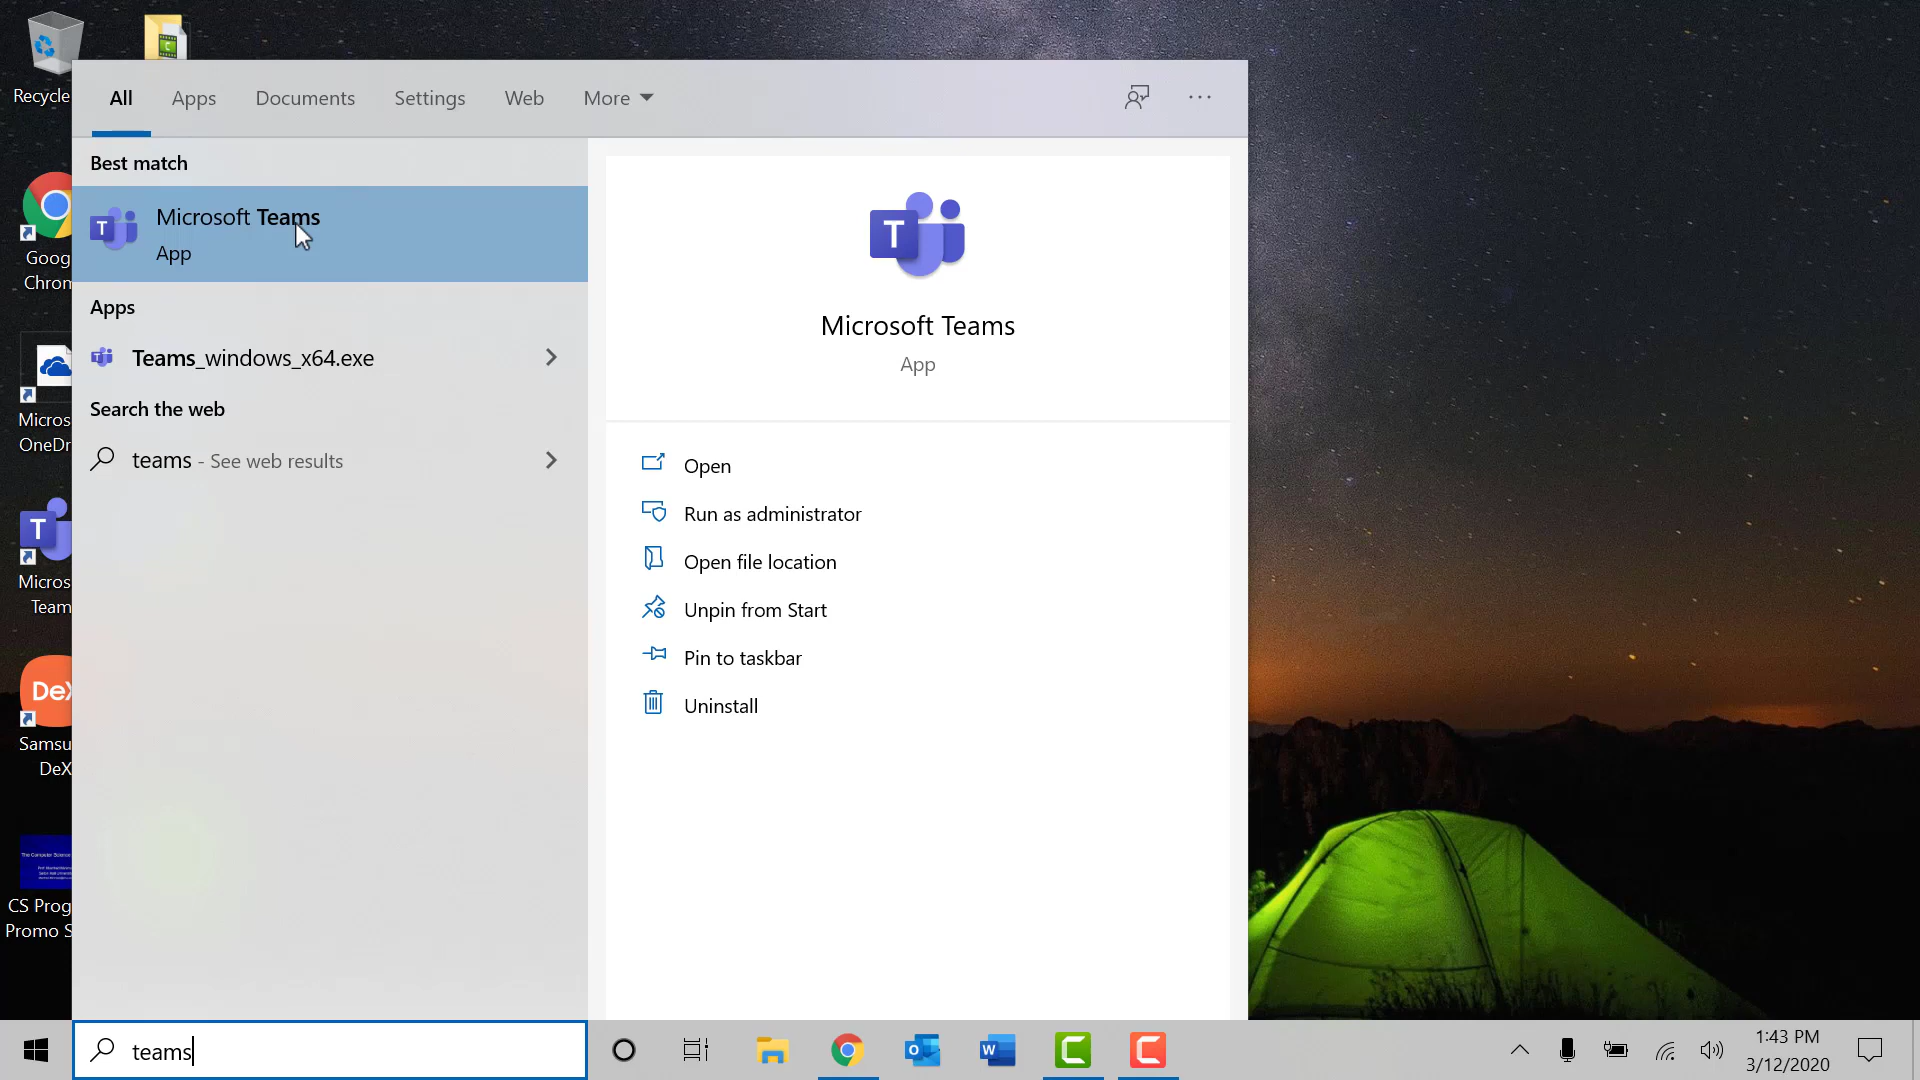 Recycle
All Apps Documents Settings Web More
Best match
Microsoft Teams
App
Apps
Teams_windows_x64.exe
Search the web
teams - See web results
T
Microsoft Teams
App
Open
Run as administrator
Open file location
Unpin from Start
Pin to taskbar
Uninstall
Goog
Chron
Micros
OneDr
T
Micros
Team
DeX
Samsu
DeX
The Computer Science
CS Prog
Promo S
teams
1:43 PM
3/12/2020